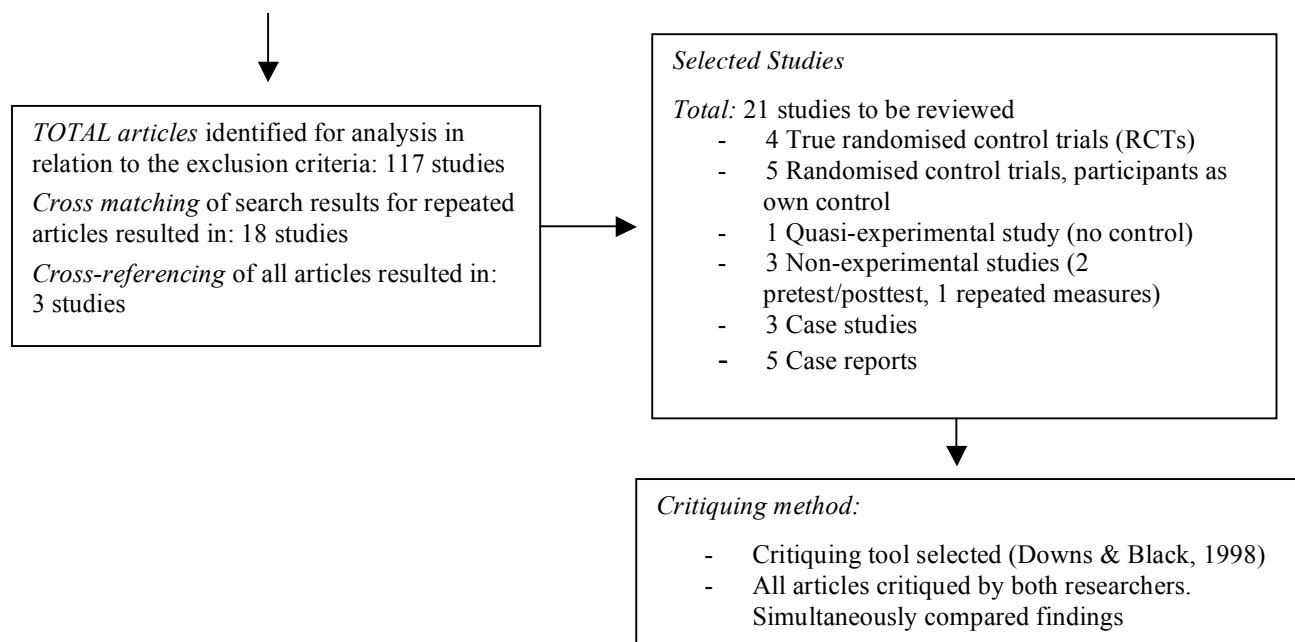 TOTAL articles identified for analysis in
relation to the exclusion criteria: 117 studies
Cross matching of search results for repeated
articles resulted in: 18 studies
Cross-referencing of all articles resulted in:
3 studies
Selected Studies
Total: 21 studies to be reviewed
- 4 True randomised control trials (RCTs)
- 5 Randomised control trials, participants as
own control
- 1 Quasi-experimental study (no control)
- 3 Non-experimental studies (2
pretest/posttest, 1 repeated measures)
- 3 Case studies
- 5 Case reports
Critiquing method:
- Critiquing tool selected (Downs & Black, 1998)
- All articles critiqued by both researchers.
Simultaneously compared findings